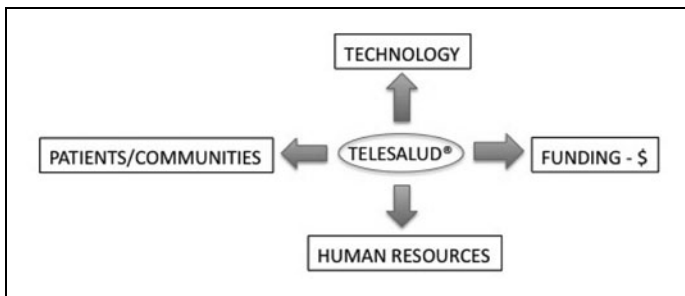 TECHNOLOGY
PATIENTS/COMMUNITIES
TELESALUD®
FUNDING - $
HUMAN RESOURCES